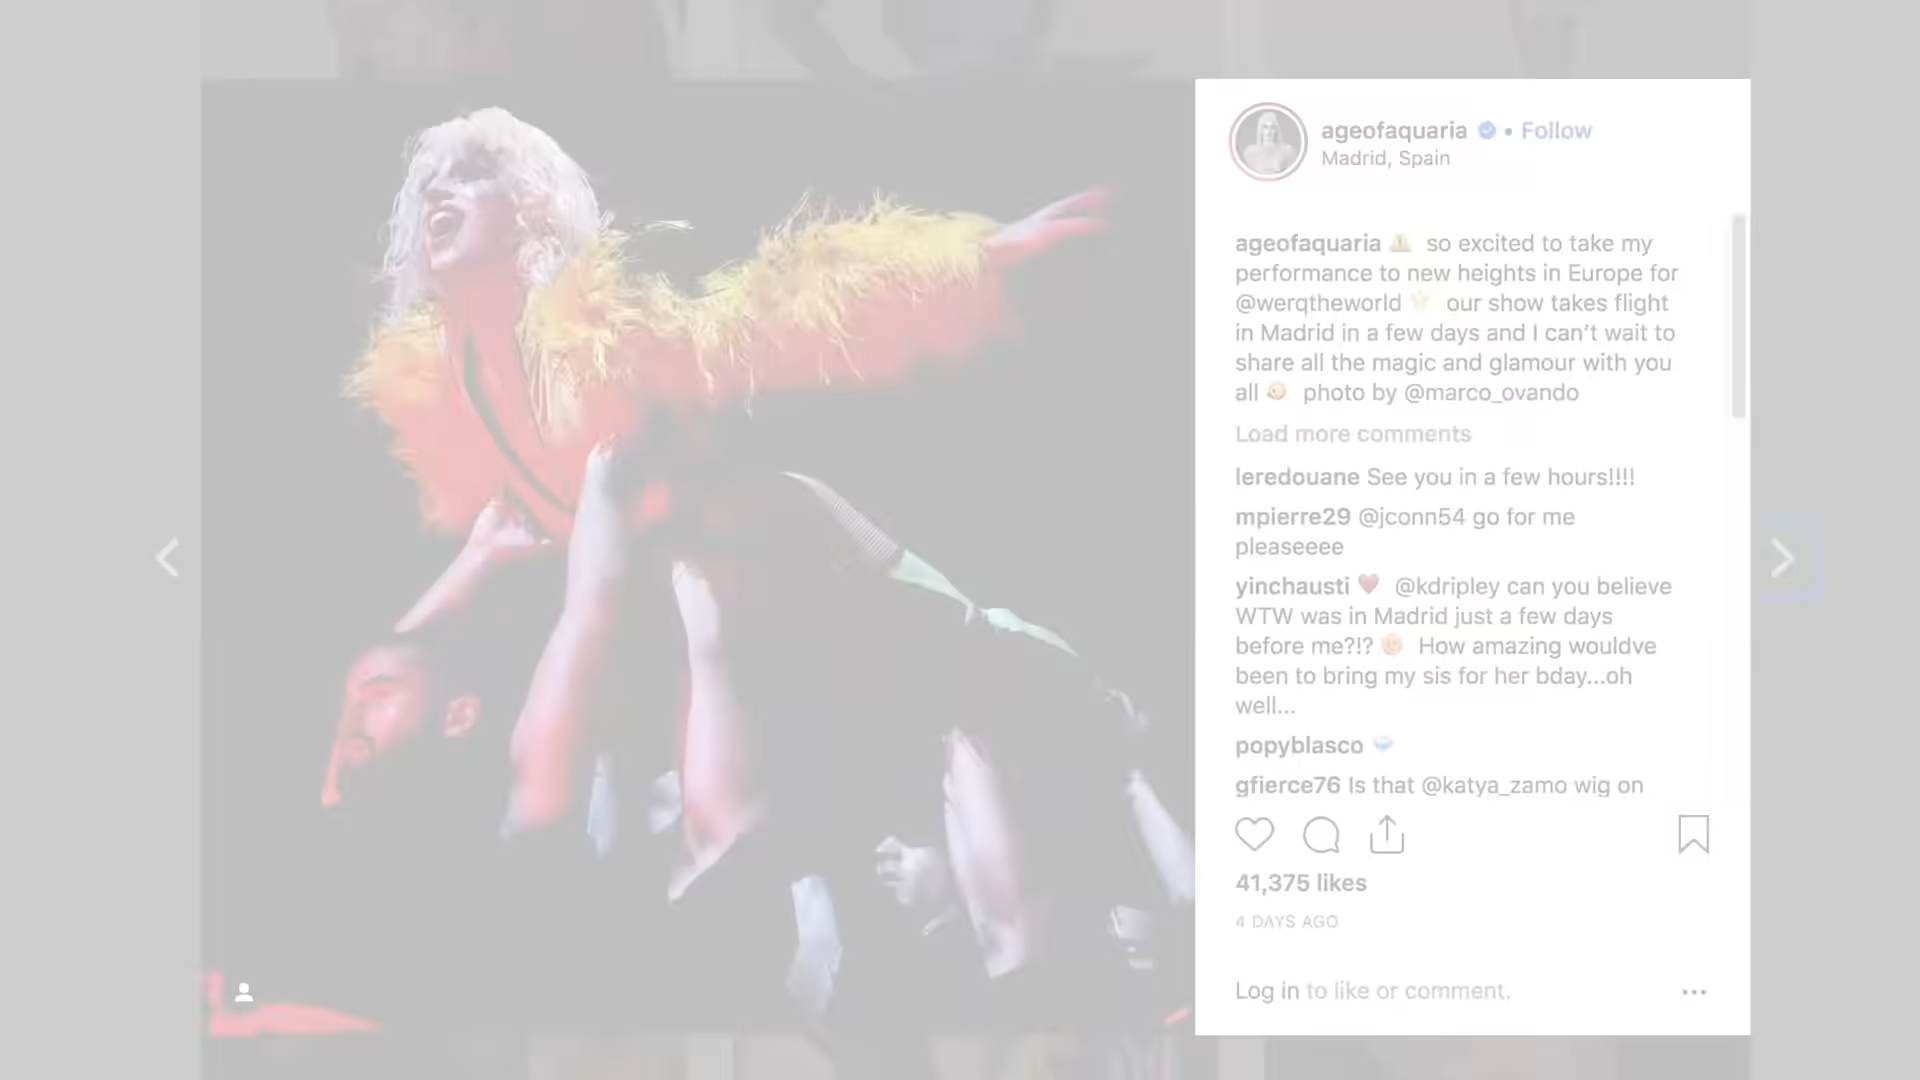 ageofaquaria • Follow
Madrid, Spain
ageofaquaria ⚠️ so excited to take my
performance to new heights in Europe for
@werqtheworld our show takes flight
in Madrid in a few days and I can't wait to
share all the magic and glamour with you
all photo by @marco_ovando
Load more comments
leredouane See you in a few hours!!!!
mpierre29 @jconn54 go for me
pleaseeee
yinchausti ♥️ @kdripley can you believe
WTW was in Madrid just a few days
before me?!? How amazing wouldve
been to bring my sis for her bday...oh
well...
popyblasco
gfierce76 Is that @katya_zamo wig on
41,375 likes
4 DAYS AGO
Log in to like or comment.